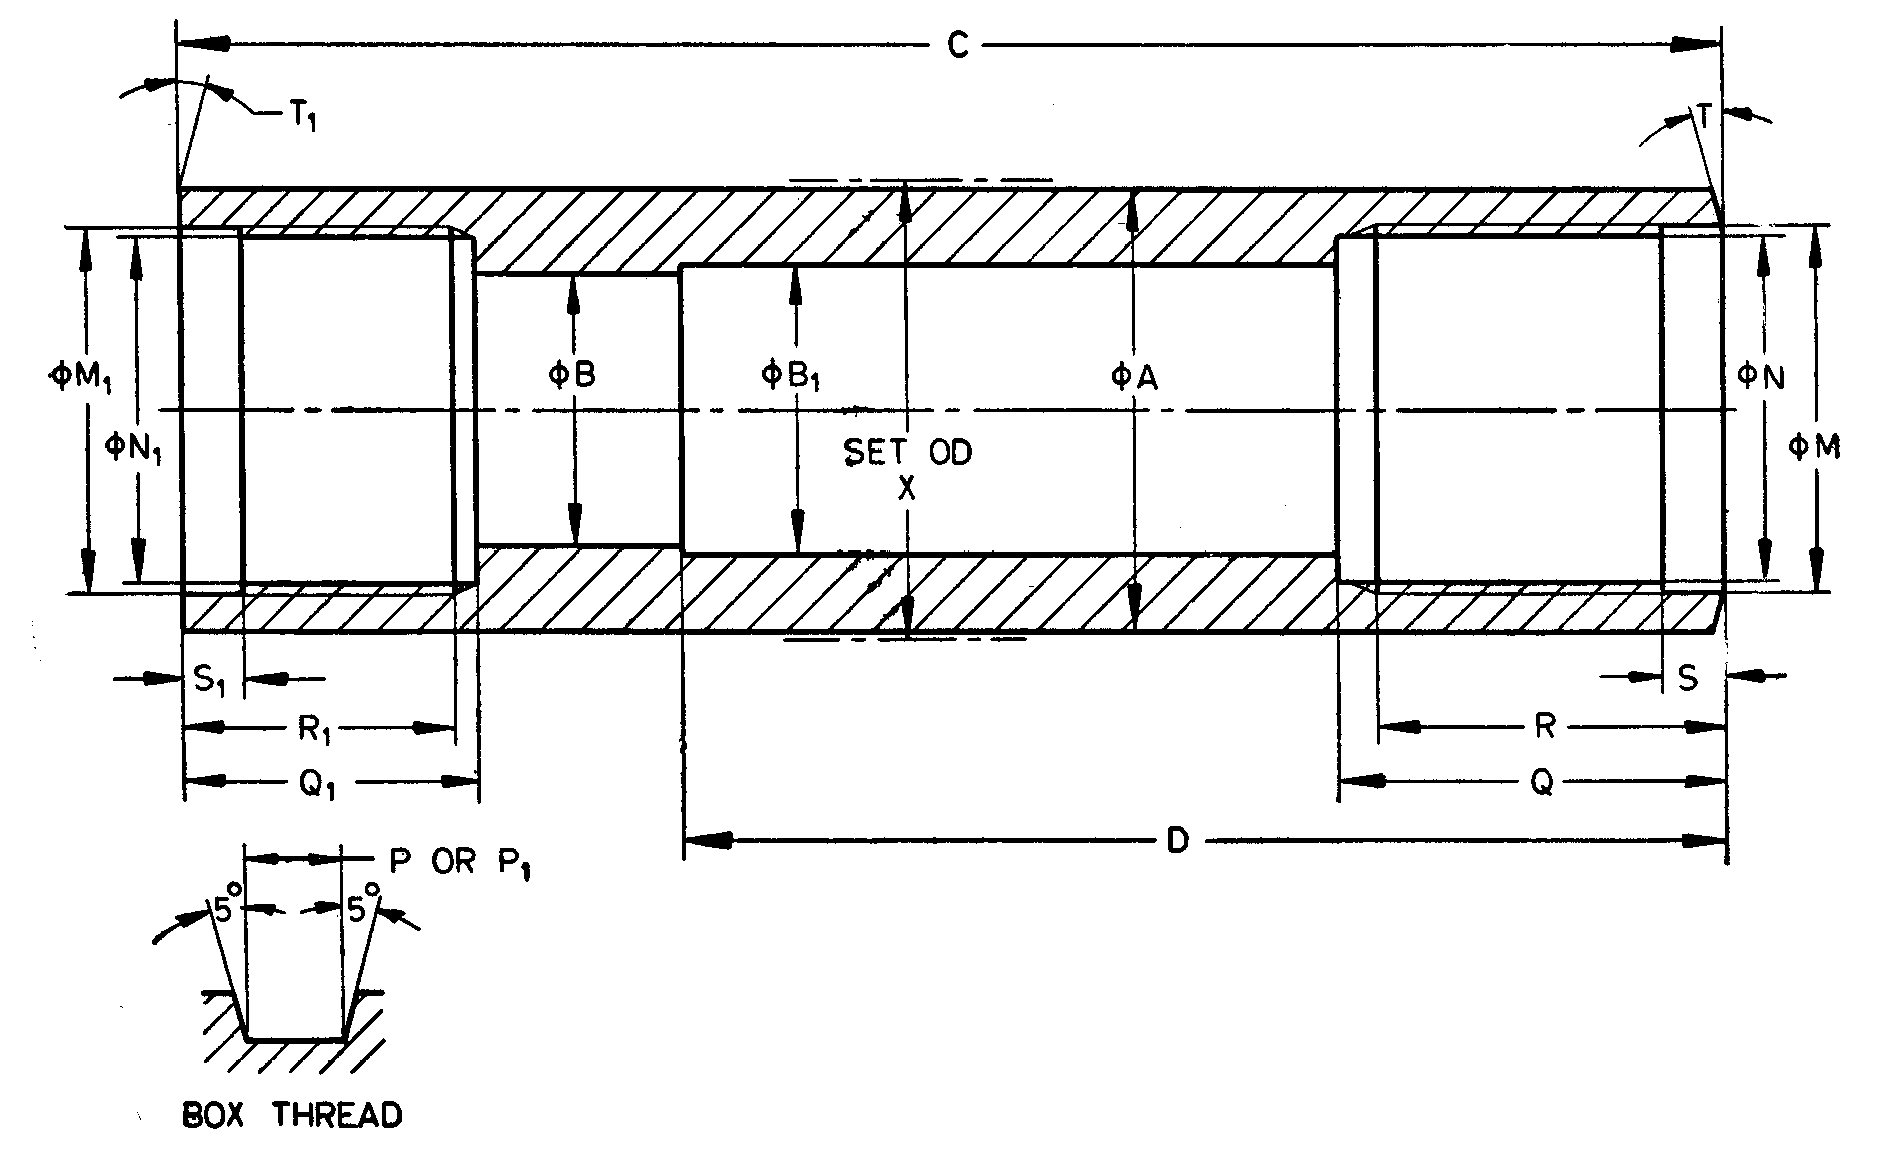 C
T₁
T
ϕM₁
ϕN₁
ϕB
ϕB₁
ϕA
ϕN
ϕM
SET OD
X
S₁
S
R₁
R
Q₁
Q
D
P OR P₁
5°
5°
BOX THREAD